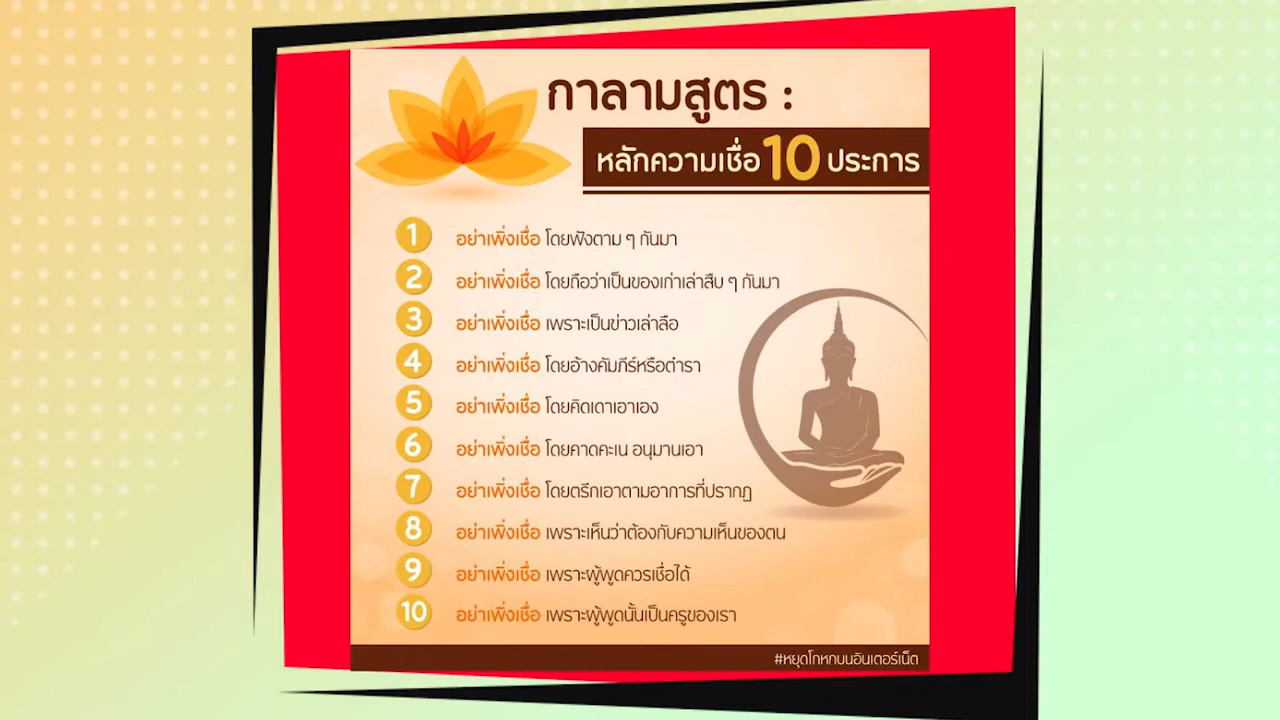 กาลามสูตร :
หลักความเชื่อ 10 ประการ
1 อย่าเพิ่งเชื่อ โดยฟังตาม ๆ กันมา
2 อย่าเพิ่งเชื่อ โดยถือว่าเป็นของเก่าเล่าสืบ ๆ กันมา
3 อย่าเพิ่งเชื่อ เพราะเป็นข่าวเล่าลือ
4 อย่าเพิ่งเชื่อ โดยอ้างคัมภีร์หรือตำรา
5 อย่าเพิ่งเชื่อ โดยคิดเดาเอาเอง
6 อย่าเพิ่งเชื่อ โดยคาดคะเน อนุมานเอา
7 อย่าเพิ่งเชื่อ โดยตรึกเอาตามอาการที่ปรากฏ
8 อย่าเพิ่งเชื่อ เพราะเห็นว่าต้องกับความเห็นของตน
9 อย่าเพิ่งเชื่อ เพราะผู้พูดควรเชื่อได้
10 อย่าเพิ่งเชื่อ เพราะผู้พูดนั้นเป็นครูของเรา
#หยุดโกหกบนอินเตอร์เน็ต